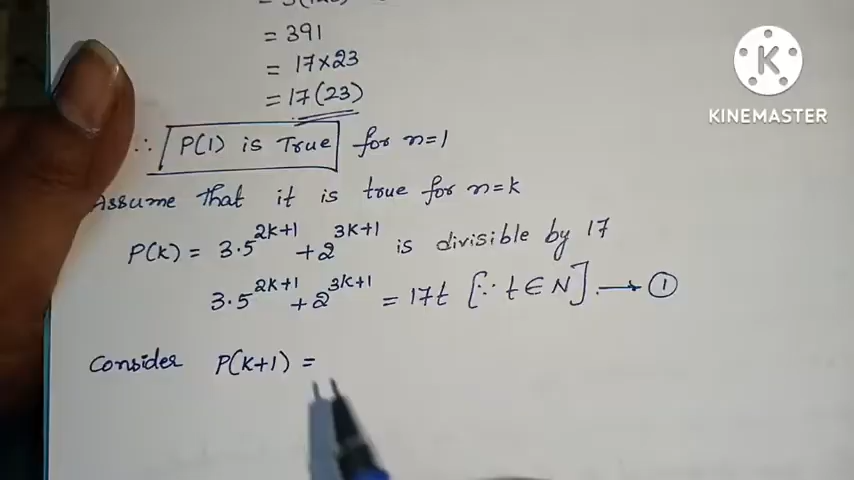 = 391
= 17×23
= 17(23)
∴ P(1) is True for n=1
Assume that it is true for n=k
P(k) = 3·5^2k+1 + 2^3k+1 is divisible by 17
3·5^2k+1 + 2^3k+1 = 17t [∵ t∈N] → ①
Consider P(k+1) =
K
KINEMASTER